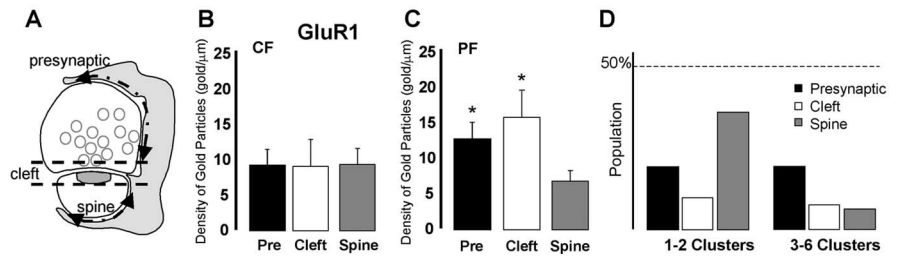 A
presynaptic
cleft
spine
B
GluR1
CF
Density of Gold Particles (gold/µm)
25
20
15
10
5
0
Pre Cleft Spine
C
PF
Density of Gold Particles (gold/µm)
25
20
15
10
5
0
* *
Pre Cleft Spine
D
50%
Population
Presynaptic
Cleft
Spine
1-2 Clusters 3-6 Clusters